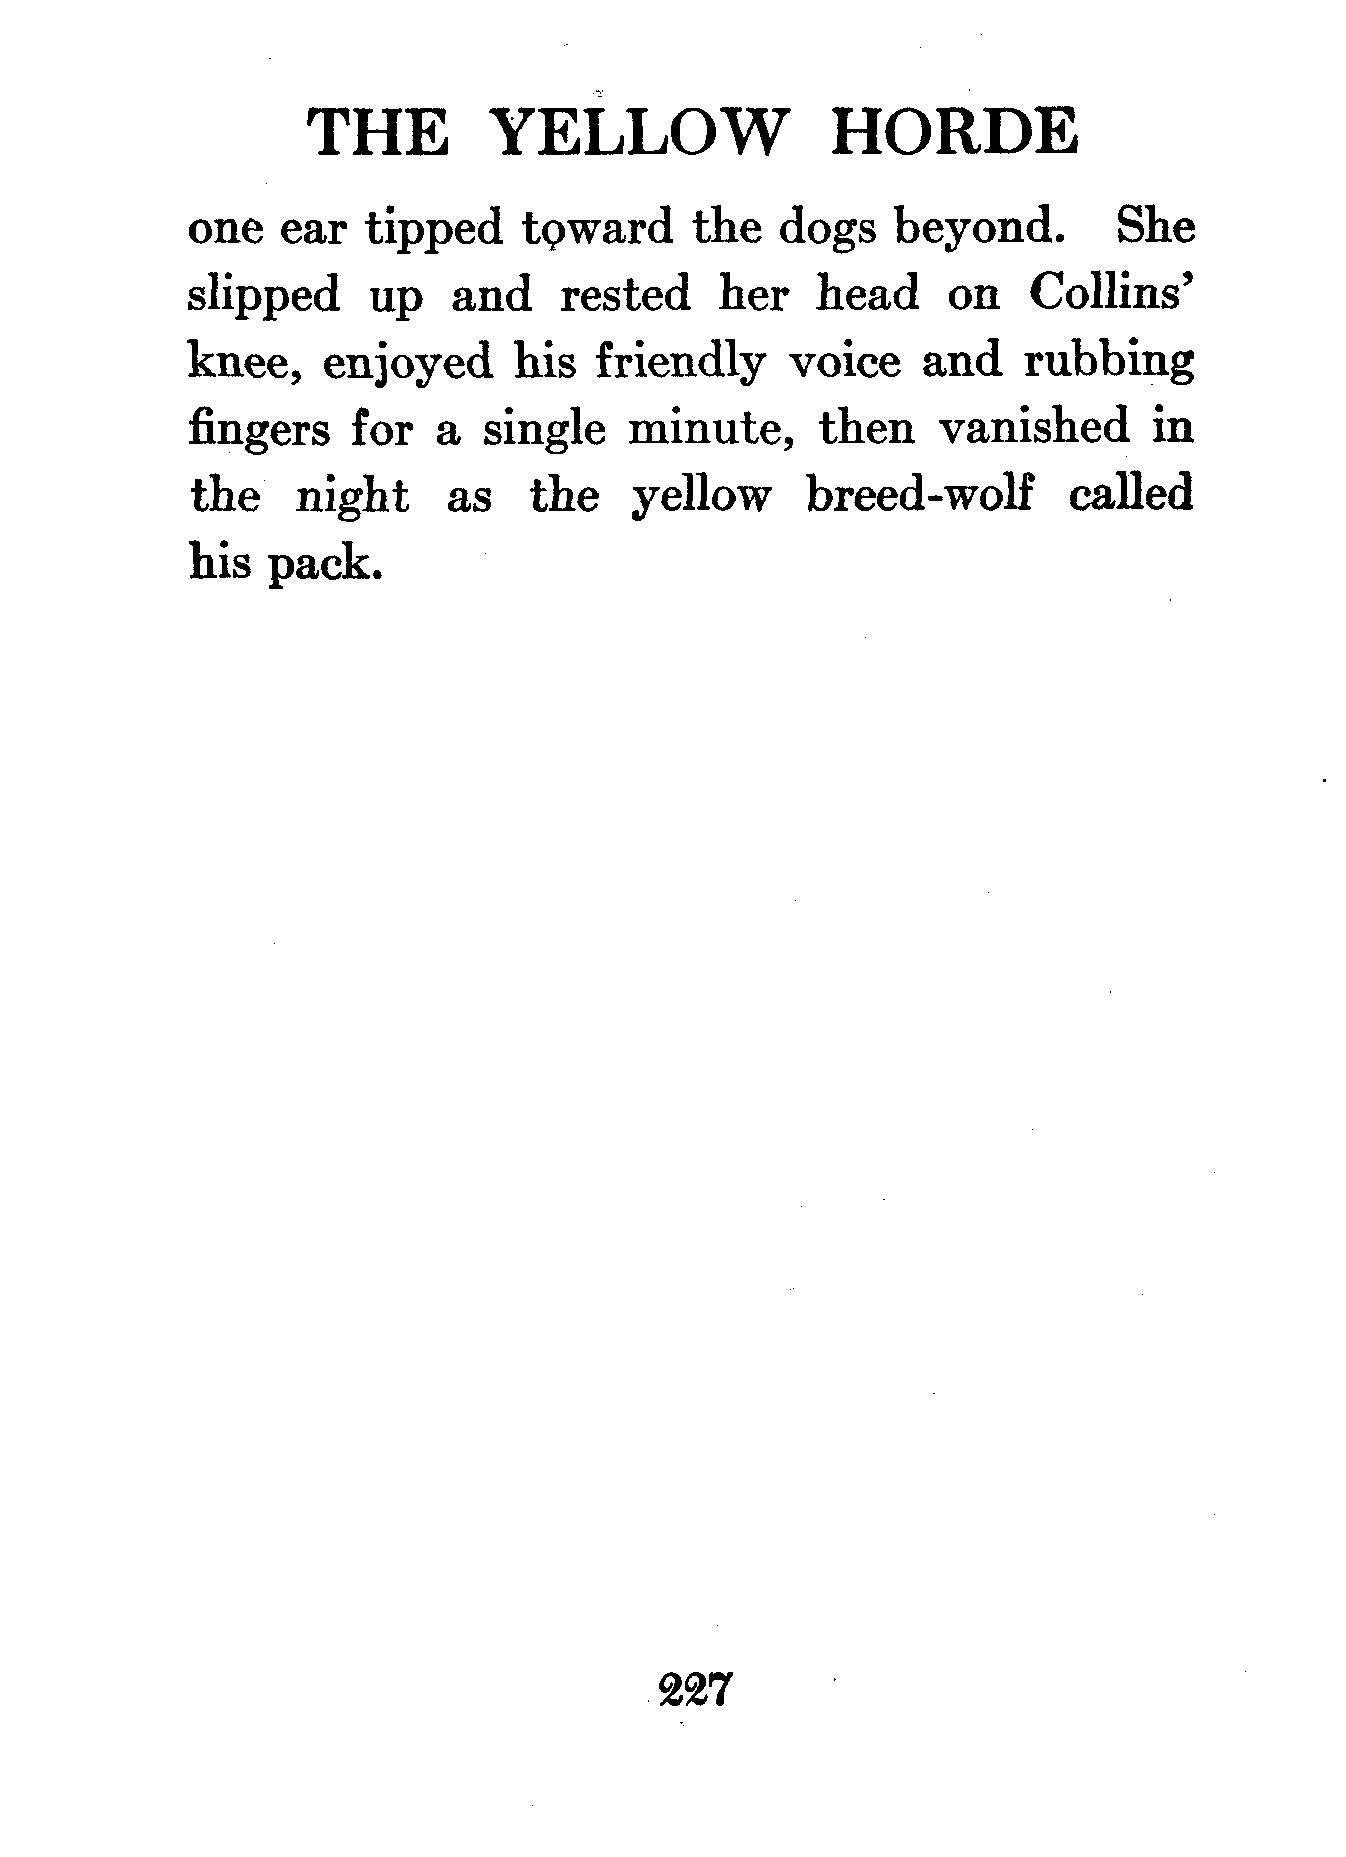 THE YELLOW HORDE
one ear tipped toward the dogs beyond. She
slipped up and rested her head on Collins’
knee, enjoyed his friendly voice and rubbing
fingers for a single minute, then vanished in
the night as the yellow breed-wolf called
his pack.
227